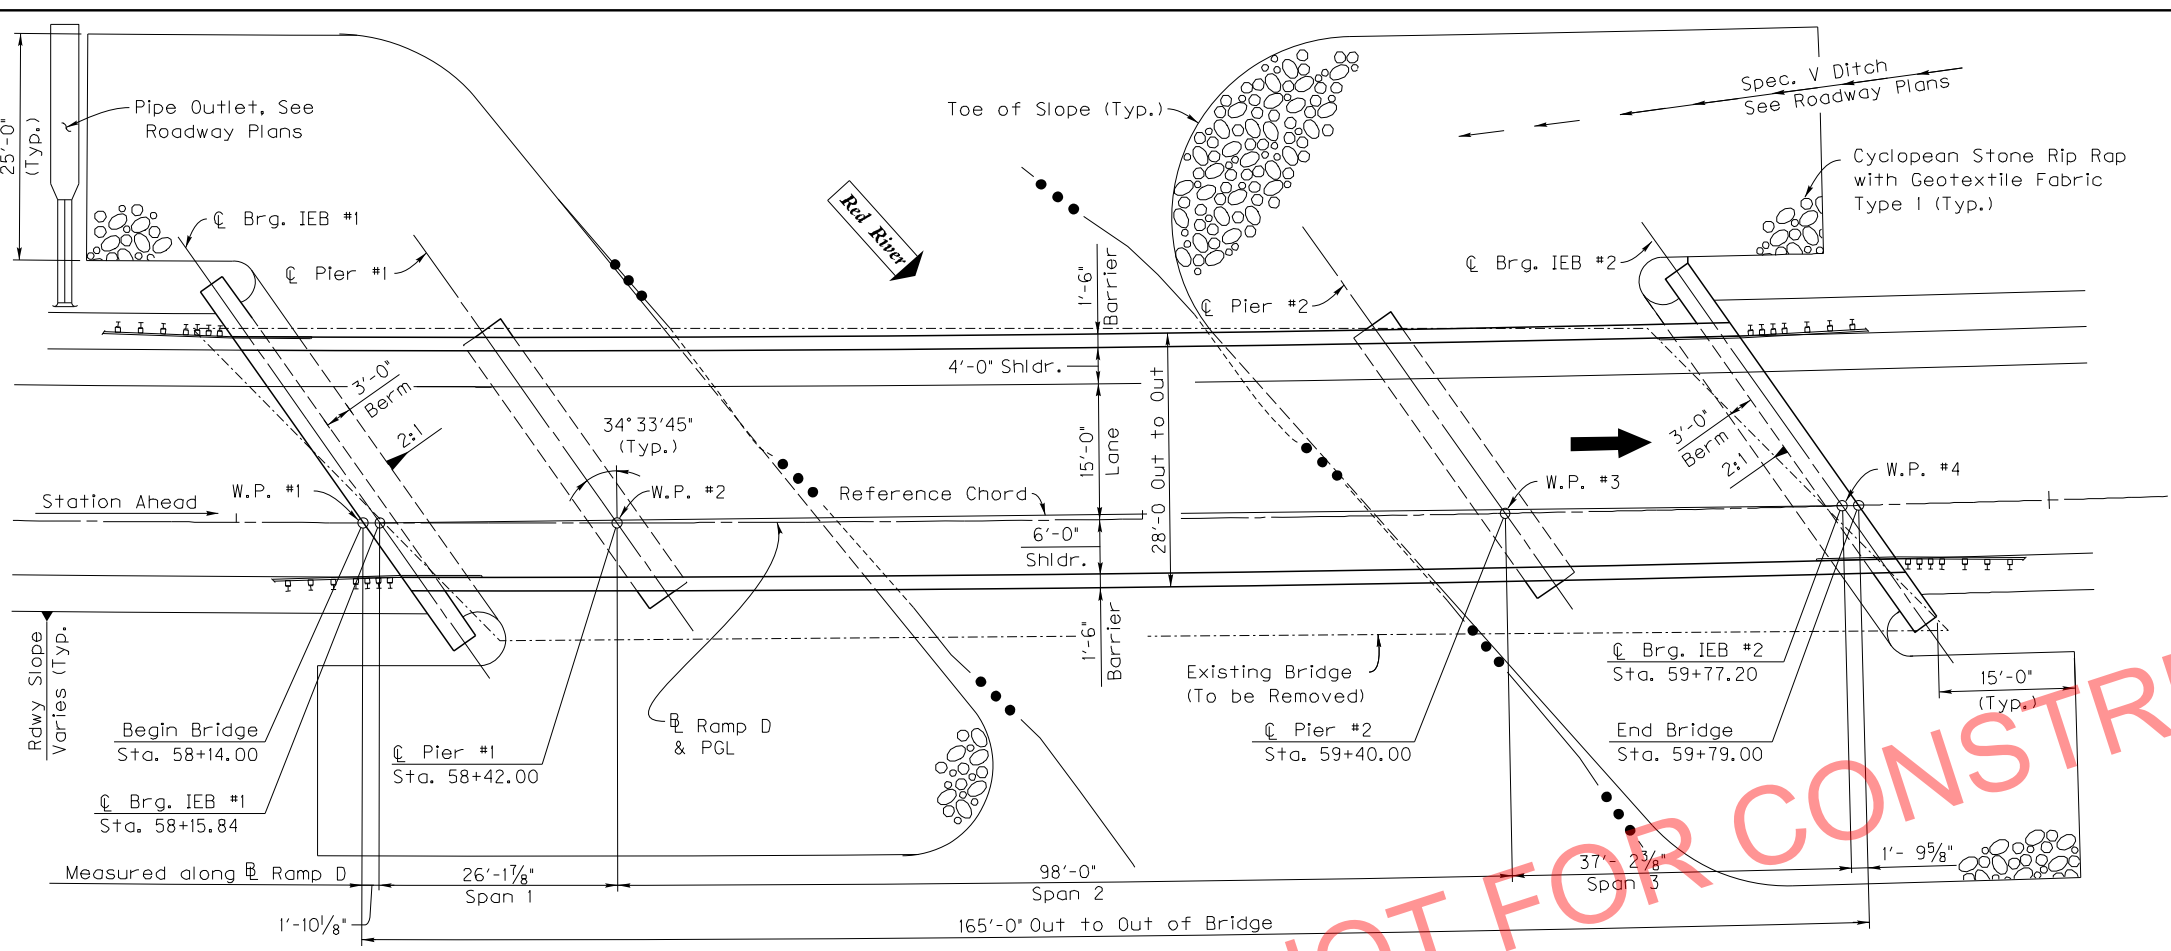 25'-0"
(Typ.)
Pipe Outlet, See
Roadway Plans
℄ Brg. IEB #1
℄ Pier #1
Red River
Toe of Slope (Typ.)
Spec. V Ditch
See Roadway Plans
Cyclopean Stone Rip Rap
with Geotextile Fabric
Type I (Typ.)
℄ Brg. IEB #2
℄ Pier #2
1'-6"
Barrier
4'-0" Shldr.
15'-0"
Lane
28'-0 Out to Out
6'-0"
Shldr.
1'-6"
Barrier
3'-0"
Berm
2:1
34°33'45"
(Typ.)
3'-0"
Berm
2:1
Station Ahead
W.P. #1
W.P. #2
Reference Chord
W.P. #3
W.P. #4
Rdwy Slope
Varies (Typ.
Begin Bridge
Sta. 58+14.00
℄ Brg. IEB #1
Sta. 58+15.84
℄ Pier #1
Sta. 58+42.00
⅊ Ramp D
& PGL
Existing Bridge
(To be Removed)
℄ Pier #2
Sta. 59+40.00
℄ Brg. IEB #2
Sta. 59+77.20
End Bridge
Sta. 59+79.00
15'-0"
(Typ.)
Measured along ⅊ Ramp D
1'-10⅛"
26'-1⅞"
Span 1
98'-0"
Span 2
37'- 2⅜"
Span 3
1'- 9⅝"
165'-0" Out to Out of Bridge
NOT FOR CONSTR